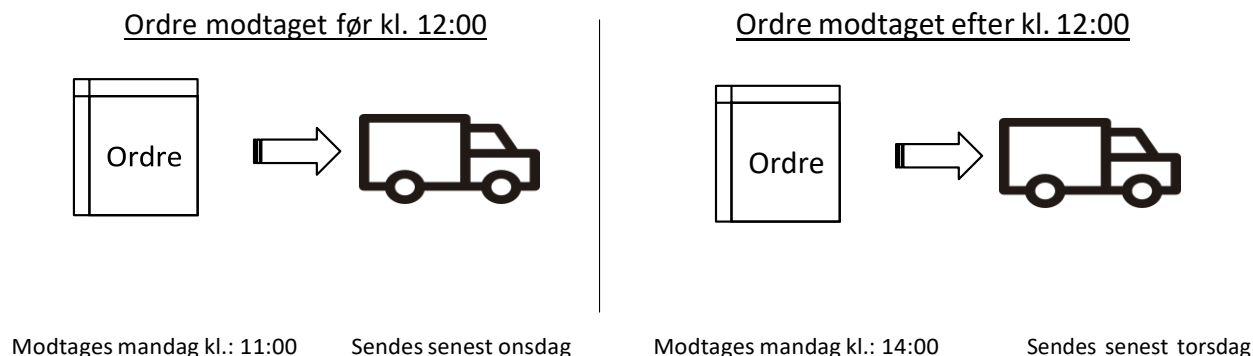 Ordre modtaget før kl. 12:00
Ordre
Modtages mandag kl.: 11:00
Sendes senest onsdag
Ordre modtaget efter kl. 12:00
Ordre
Modtages mandag kl.: 14:00
Sendes senest torsdag